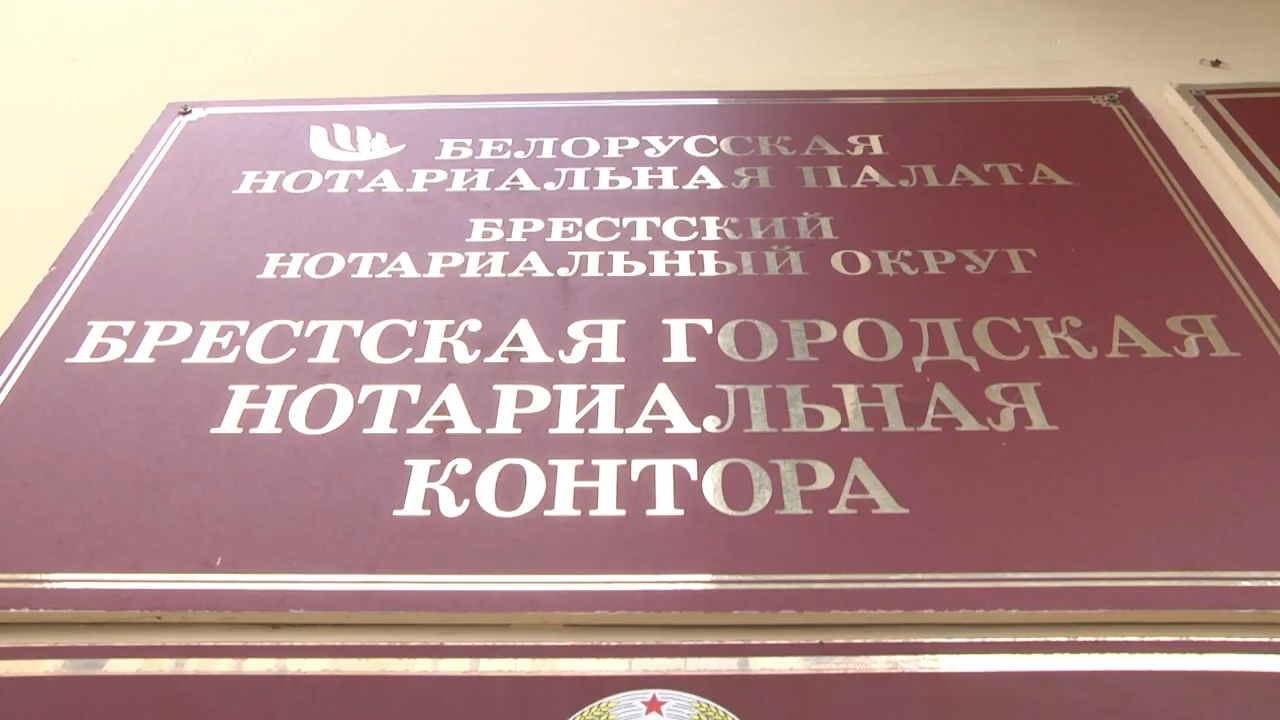 БЕЛОРУССКАЯ
НОТАРИАЛЬНАЯ ПАЛАТА
БРЕСТСКИЙ
НОТАРИАЛЬНЫЙ ОКРУГ
БРЕСТСКАЯ ГОРОДСКАЯ
НОТАРИАЛЬНАЯ
КОНТОРА